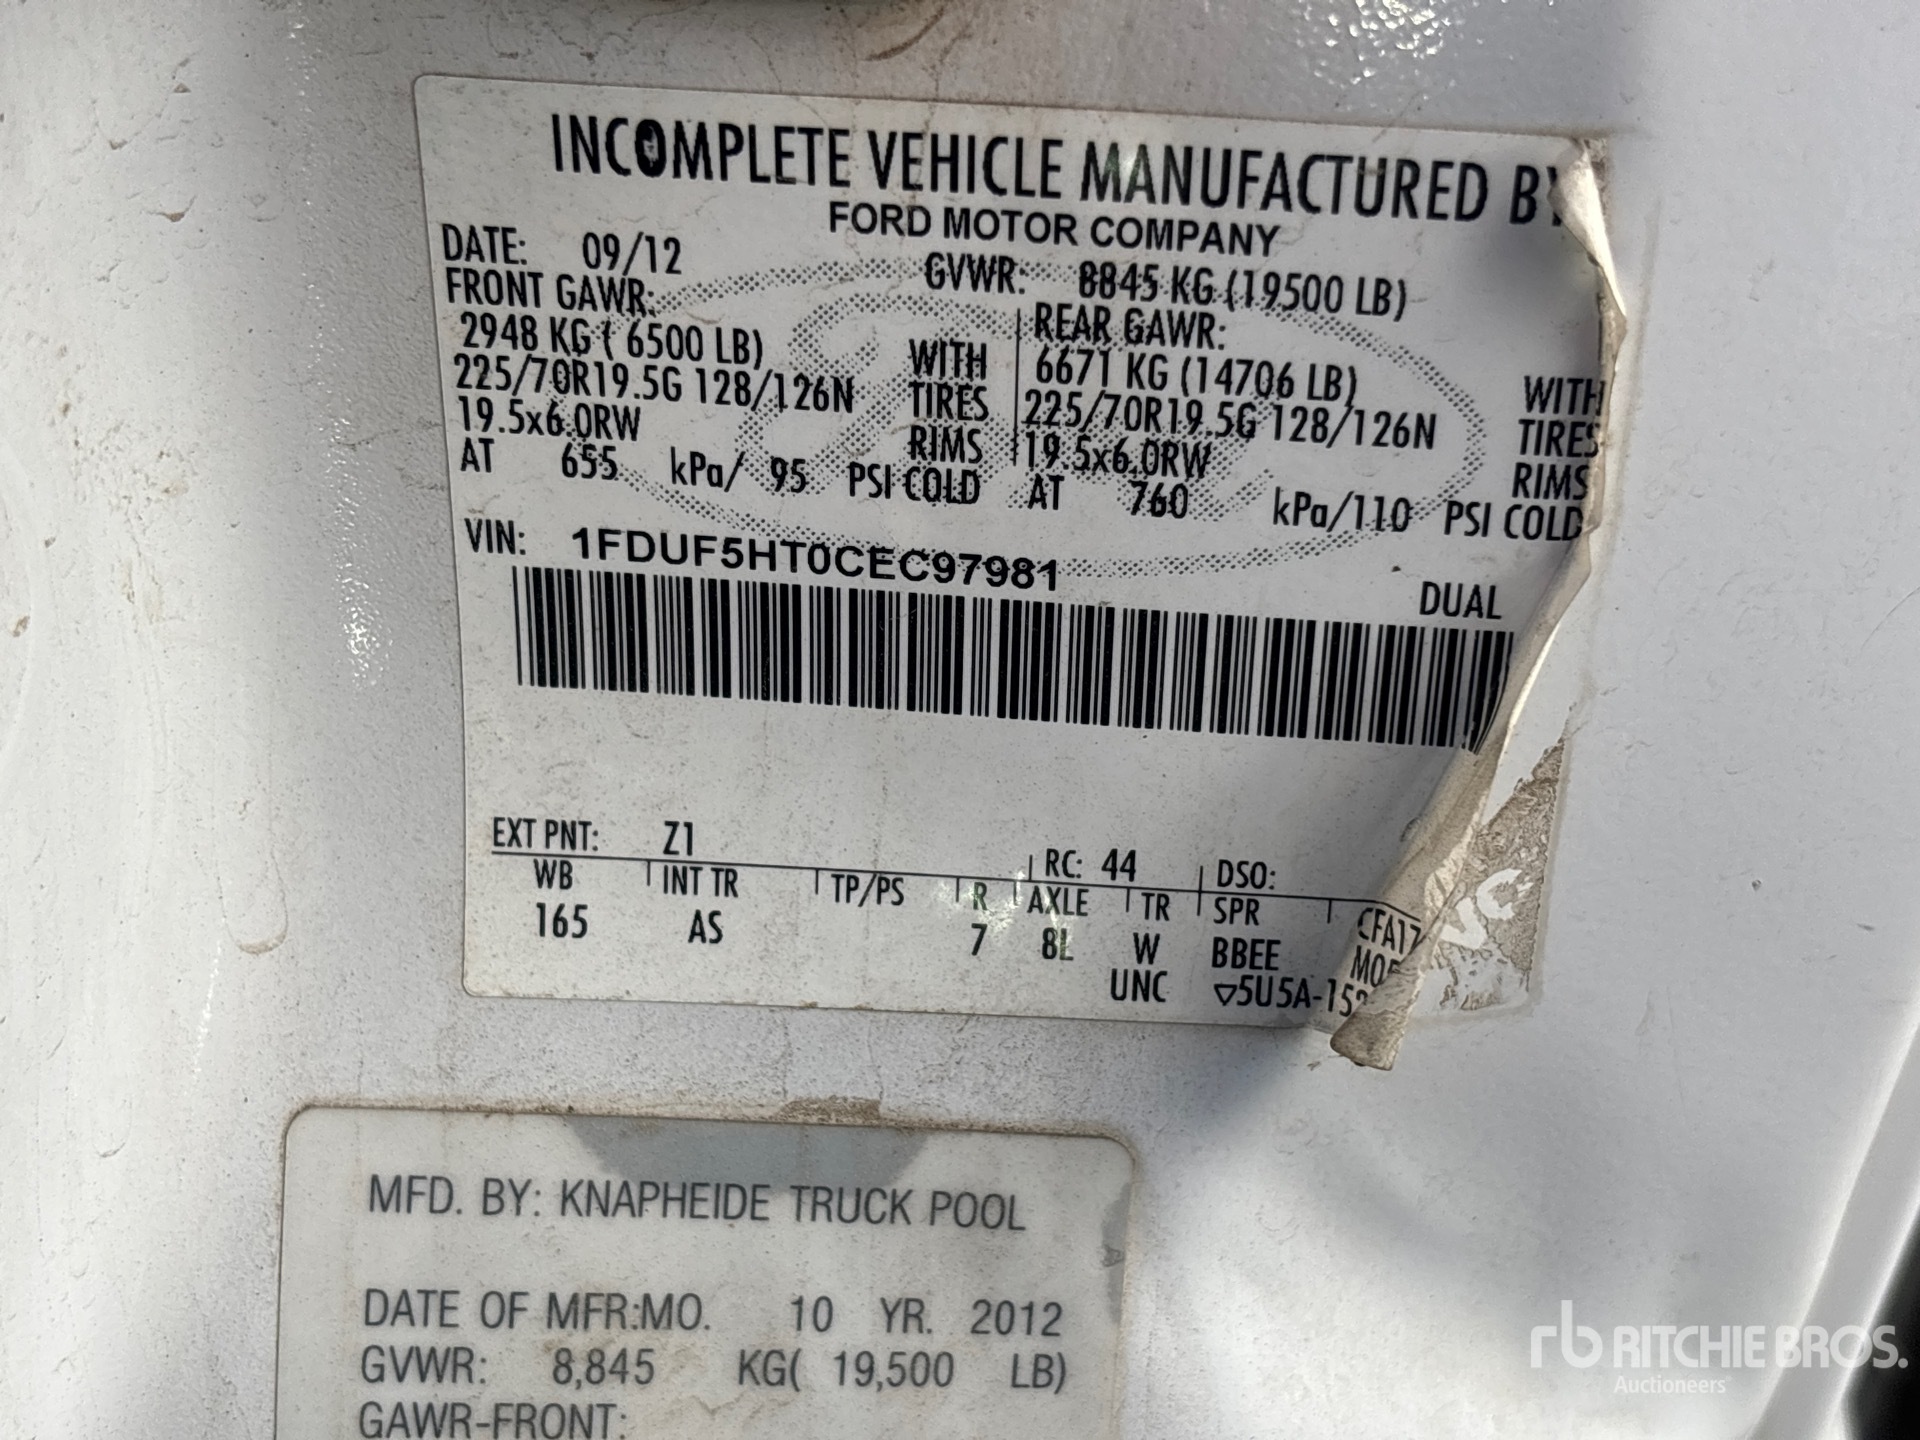 INCOMPLETE VEHICLE MANUFACTURED BY
FORD MOTOR COMPANY
DATE: 09/12 GVWR: 8845 KG (19500 LB)
FRONT GAWR: REAR GAWR:
2948 KG ( 6500 LB) WITH 6671 KG (14706 LB) WITH
225/70R19.5G 128/126N TIRES 225/70R19.5G 128/126N TIRES
19.5x6.0RW RIMS 19.5x6.0RW RIMS
AT 655 kPa/ 95 PSI COLD AT 760 kPa/110 PSI COLD
VIN: 1FDUF5HT0CEC97981
DUAL
EXT PNT: Z1 RC: 44 DSO:
WB INT TR TP/PS R AXLE TR SPR
165 AS 7 8L W BBEE
UNC ▽5U5A-
MFD. BY: KNAPHEIDE TRUCK POOL
DATE OF MFR:MO. 10 YR. 2012
GVWR: 8,845 KG( 19,500 LB)
GAWR-FRONT:
rb RITCHIE BROS.
Auctioneers